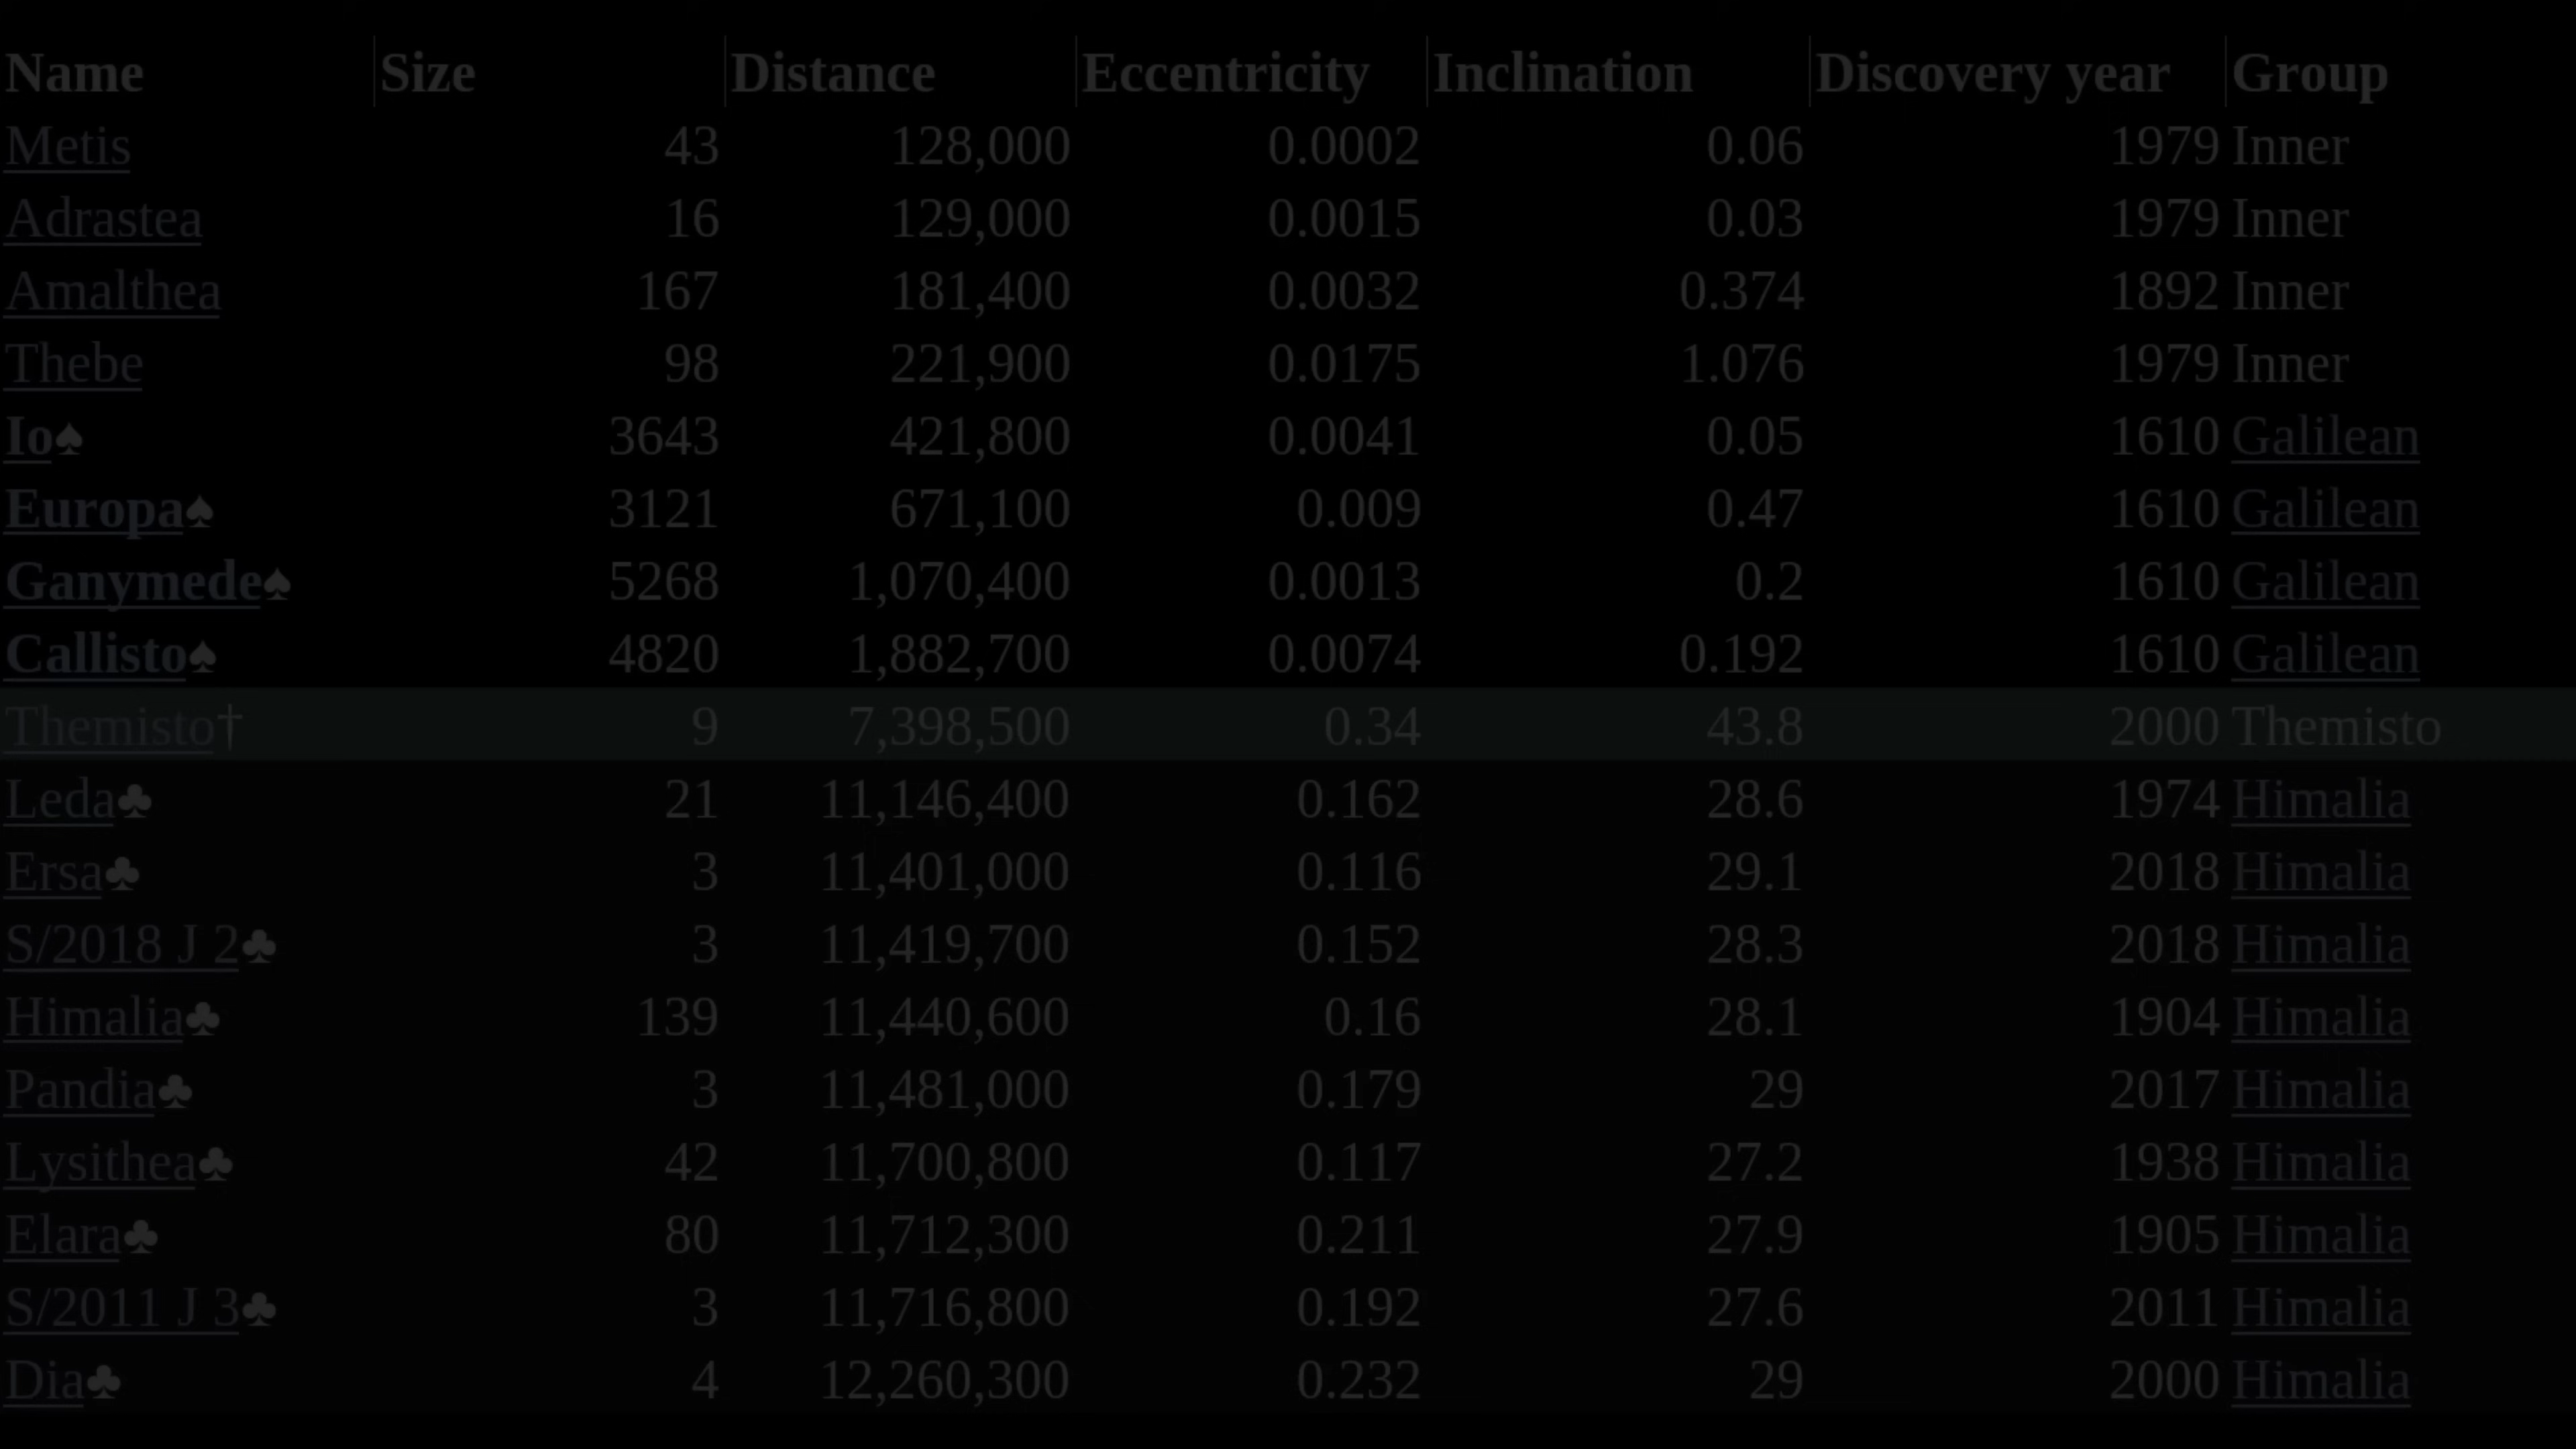 Name Size Distance Eccentricity Inclination Discovery year Group
Metis 43 128,000 0.0002 0.06 1979 Inner
Adrastea 16 129,000 0.0015 0.03 1979 Inner
Amalthea 167 181,400 0.0032 0.374 1892 Inner
Thebe 98 221,900 0.0175 1.076 1979 Inner
Io♠ 3643 421,800 0.0041 0.05 1610 Galilean
Europa♠ 3121 671,100 0.009 0.47 1610 Galilean
Ganymede♠ 5268 1,070,400 0.0013 0.2 1610 Galilean
Callisto♠ 4820 1,882,700 0.0074 0.192 1610 Galilean
Themisto† 9 7,398,500 0.34 43.8 2000 Themisto
Leda♣ 21 11,146,400 0.162 28.6 1974 Himalia
Ersa♣ 3 11,401,000 0.116 29.1 2018 Himalia
S/2018 J 2♣ 3 11,419,700 0.152 28.3 2018 Himalia
Himalia♣ 139 11,440,600 0.16 28.1 1904 Himalia
Pandia♣ 3 11,481,000 0.179 29 2017 Himalia
Lysithea♣ 42 11,700,800 0.117 27.2 1938 Himalia
Elara♣ 80 11,712,300 0.211 27.9 1905 Himalia
S/2011 J 3♣ 3 11,716,800 0.192 27.6 2011 Himalia
Dia♣ 4 12,260,300 0.232 29 2000 Himalia